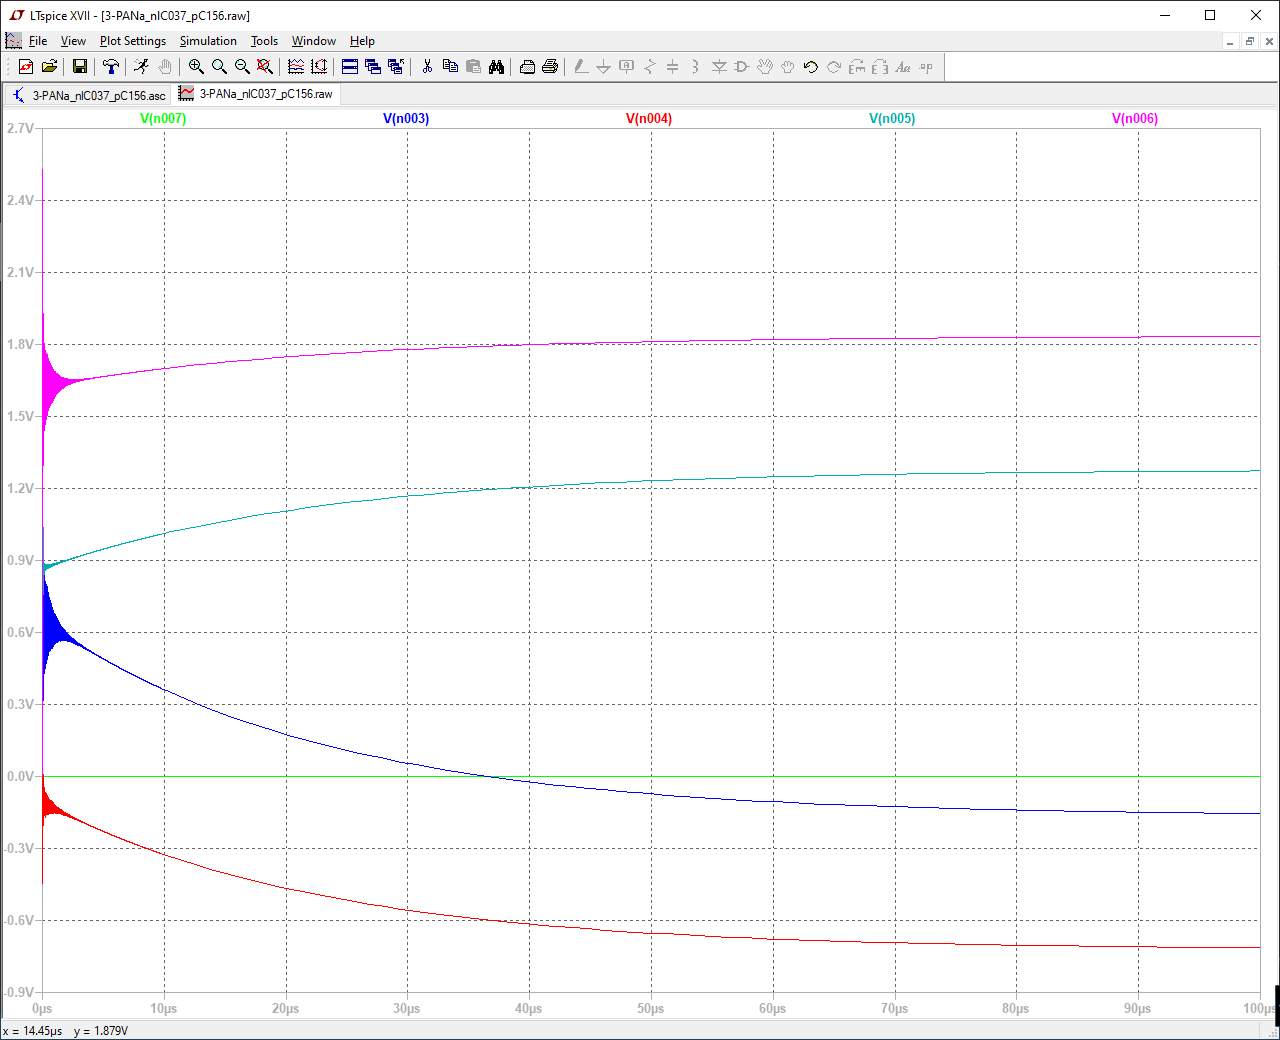 LTspice XVII - [3-PANa_nIC037_pC156.raw]
File View Plot Settings Simulation Tools Window Help
3-PANa_nIC037_pC156.asc 3-PANa_nIC037_pC156.raw
V(n007) V(n003) V(n004) V(n005) V(n006)
2.7V
2.4V
2.1V
1.8V
1.5V
1.2V
0.9V
0.6V
0.3V
0.0V
-0.3V
-0.6V
-0.9V
0µs 10µs 20µs 30µs 40µs 50µs 60µs 70µs 80µs 90µs 100µs
x = 14.45µs y = 1.879V